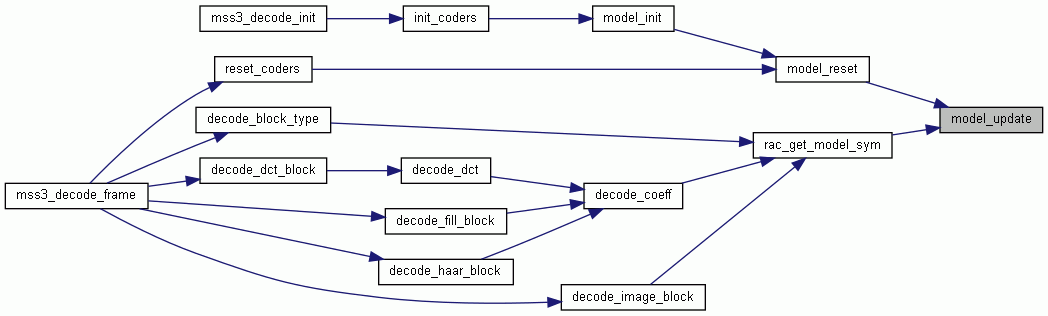 mss3_decode_init
init_coders
model_init
reset_coders
model_reset
decode_block_type
model_update
rac_get_model_sym
decode_dct_block
decode_dct
mss3_decode_frame
decode_coeff
decode_fill_block
decode_haar_block
decode_image_block